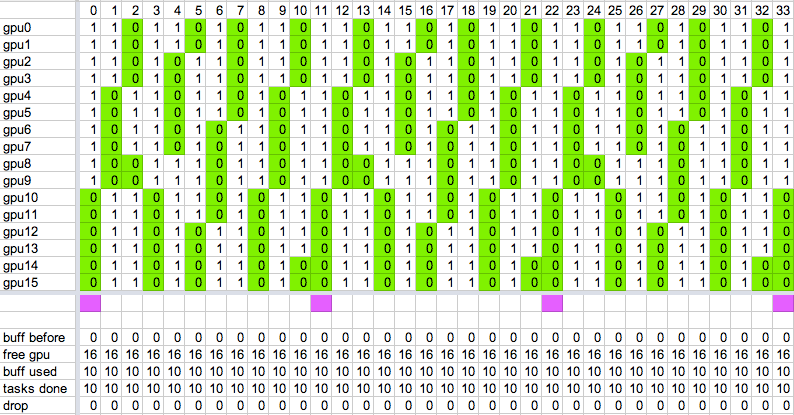 0 1 2 3 4 5 6 7 8 9 10 11 12 13 14 15 16 17 18 19 20 21 22 23 24 25 26 27 28 29 30 31 32 33
gpu0 1 1 0 1 1 0 1 0 1 1 0 1 1 0 1 1 0 1 0 1 1 0 1 1 0 1 1 0 1 0 1 1 0 1
gpu1 1 1 0 1 1 0 1 0 1 1 0 1 1 0 1 1 0 1 0 1 1 0 1 1 0 1 1 0 1 0 1 1 0 1
gpu2 1 1 0 1 0 1 1 0 1 1 0 1 1 0 1 0 1 1 0 1 1 0 1 1 0 1 0 1 1 0 1 1 0 1
gpu3 1 1 0 1 0 1 1 0 1 1 0 1 1 0 1 0 1 1 0 1 1 0 1 1 0 1 0 1 1 0 1 1 0 1
gpu4 1 0 1 1 0 1 1 0 1 0 1 1 0 1 1 0 1 1 0 1 0 1 1 0 1 1 0 1 1 0 1 0 1 1
gpu5 1 0 1 1 0 1 1 0 1 0 1 1 0 1 1 0 1 1 0 1 0 1 1 0 1 1 0 1 1 0 1 0 1 1
gpu6 1 0 1 1 0 1 0 1 1 0 1 1 0 1 1 0 1 0 1 1 0 1 1 0 1 1 0 1 0 1 1 0 1 1
gpu7 1 0 1 1 0 1 0 1 1 0 1 1 0 1 1 0 1 0 1 1 0 1 1 0 1 1 0 1 0 1 1 0 1 1
gpu8 1 0 0 1 1 1 0 1 1 0 1 1 0 0 1 1 1 0 1 1 0 1 1 0 0 1 1 1 0 1 1 0 1 1
gpu9 1 0 0 1 1 1 0 1 1 0 1 1 0 0 1 1 1 0 1 1 0 1 1 0 0 1 1 1 0 1 1 0 1 1
gpu10 0 1 1 0 1 1 0 1 0 1 1 0 1 1 0 1 1 0 1 0 1 1 0 1 1 0 1 1 0 1 0 1 1 0
gpu11 0 1 1 0 1 1 0 1 0 1 1 0 1 1 0 1 1 0 1 0 1 1 0 1 1 0 1 1 0 1 0 1 1 0
gpu12 0 1 1 0 1 0 1 1 0 1 1 0 1 1 0 1 0 1 1 0 1 1 0 1 1 0 1 0 1 1 0 1 1 0
gpu13 0 1 1 0 1 0 1 1 0 1 1 0 1 1 0 1 0 1 1 0 1 1 0 1 1 0 1 0 1 1 0 1 1 0
gpu14 0 1 1 0 1 0 1 1 0 1 0 0 1 1 0 1 0 1 1 0 1 0 0 1 1 0 1 0 1 1 0 1 0 0
gpu15 0 1 1 0 1 0 1 1 0 1 0 0 1 1 0 1 0 1 1 0 1 0 0 1 1 0 1 0 1 1 0 1 0 0
buff before 0 0 0 0 0 0 0 0 0 0 0 0 0 0 0 0 0 0 0 0 0 0 0 0 0 0 0 0 0 0 0 0 0 0
free gpu 16 16 16 16 16 16 16 16 16 16 16 16 16 16 16 16 16 16 16 16 16 16 16 16 16 16 16 16 16 16 16 16 16 16
buff used 10 10 10 10 10 10 10 10 10 10 10 10 10 10 10 10 10 10 10 10 10 10 10 10 10 10 10 10 10 10 10 10 10 10
tasks done 10 10 10 10 10 10 10 10 10 10 10 10 10 10 10 10 10 10 10 10 10 10 10 10 10 10 10 10 10 10 10 10 10 10
drop 0 0 0 0 0 0 0 0 0 0 0 0 0 0 0 0 0 0 0 0 0 0 0 0 0 0 0 0 0 0 0 0 0 0